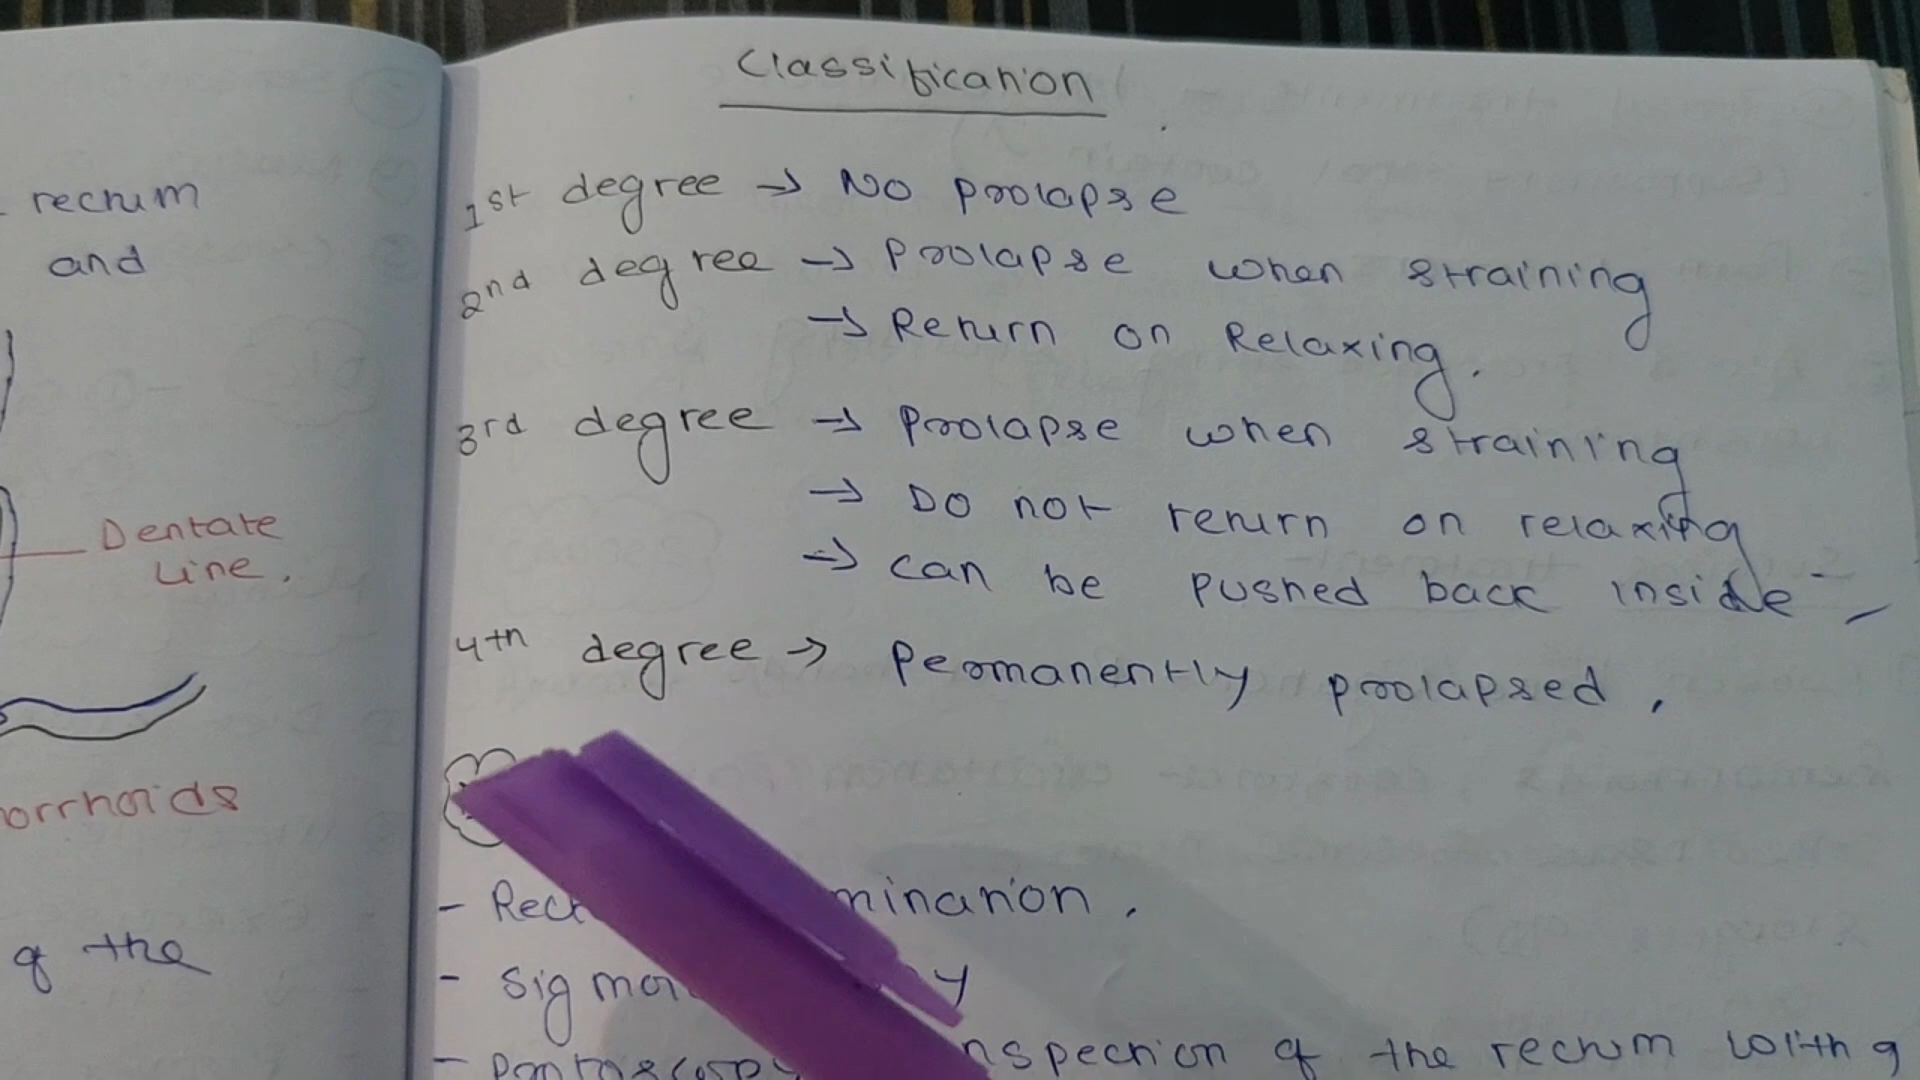 rectum
and
Dentate
Line.
orrhoids
of the
Classification
1st degree → No prolapse
2nd degree → Prolapse when straining
→ Return on Relaxing.
3rd degree → Prolapse when straining
→ DO not return on relaxing
→ can be pushed back inside
4th degree → Permanently prolapsed.
- Rect mination.
- Sigmoi y
- nspection of the rectum with a